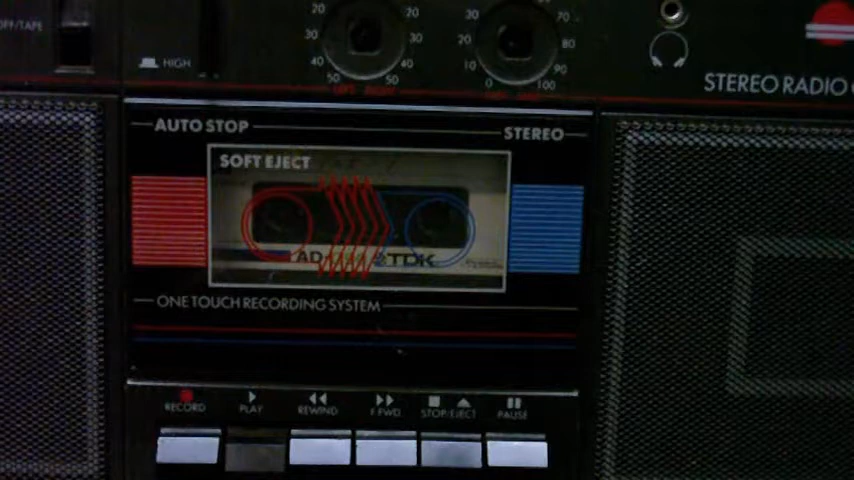 OFF/TAPE
HIGH
20 20
30 30
40 40
50 50
30 70
20 80
10 90
0 100
STEREO RADIO
AUTO STOP
STEREO
SOFT EJECT
AD
TDK
ONE TOUCH RECORDING SYSTEM
RECORD PLAY REWIND F.FWD STOP/EJECT PAUSE